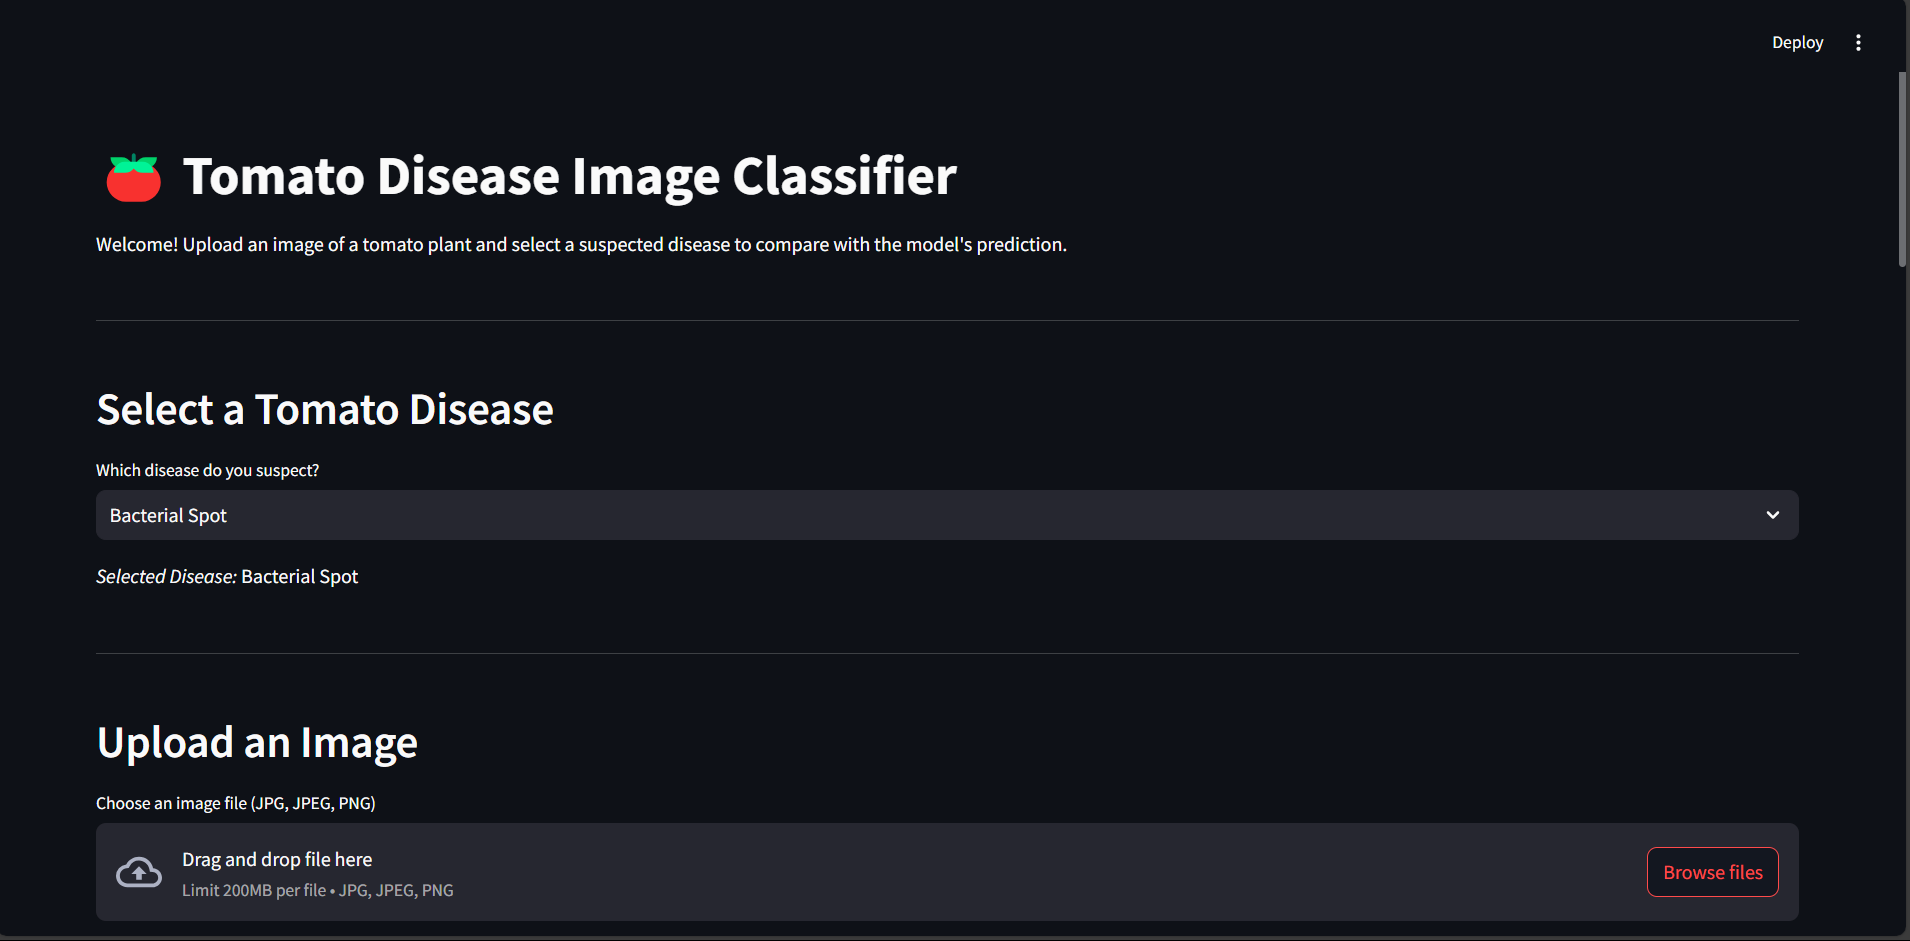 Deploy
Tomato Disease Image Classifier
Welcome! Upload an image of a tomato plant and select a suspected disease to compare with the model's prediction.
Select a Tomato Disease
Which disease do you suspect?
Bacterial Spot
Selected Disease: Bacterial Spot
Upload an Image
Choose an image file (JPG, JPEG, PNG)
Drag and drop file here
Limit 200MB per file • JPG, JPEG, PNG
Browse files